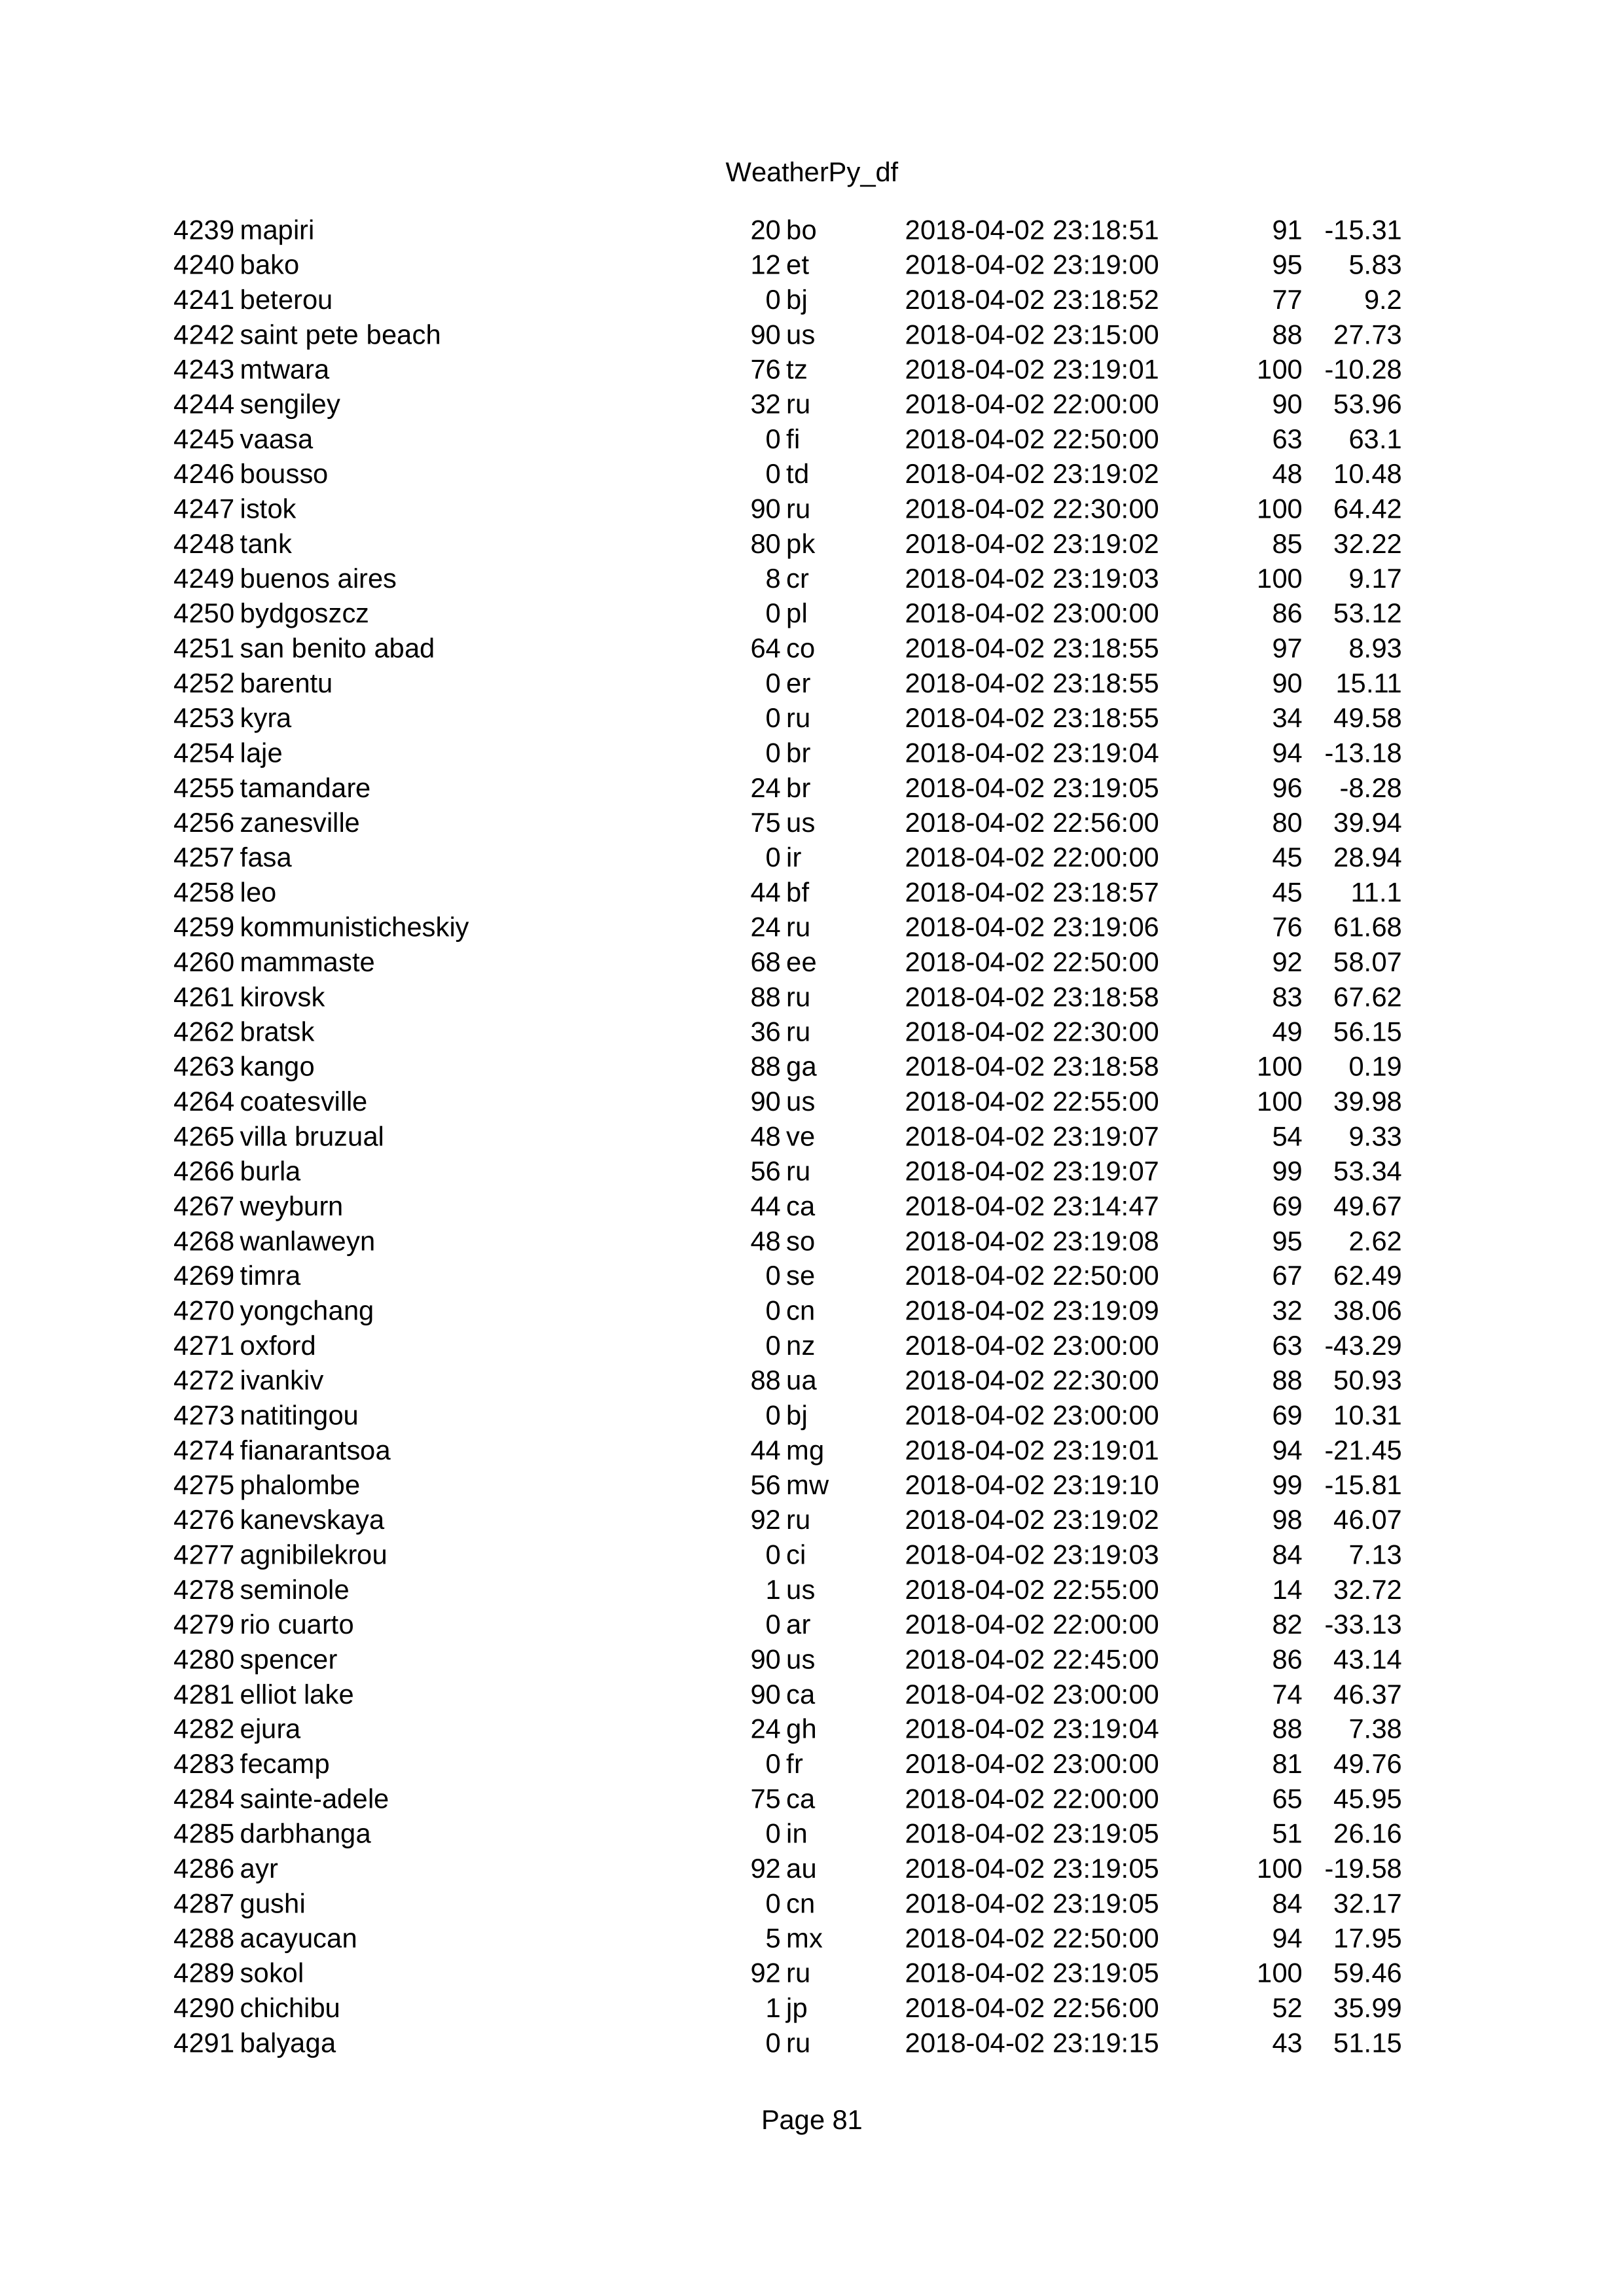 WeatherPy_df
4239 mapiri 20 bo 2018-04-02 23:18:51 91 -15.31
4240 bako 12 et 2018-04-02 23:19:00 95 5.83
4241 beterou 0 bj 2018-04-02 23:18:52 77 9.2
4242 saint pete beach 90 us 2018-04-02 23:15:00 88 27.73
4243 mtwara 76 tz 2018-04-02 23:19:01 100 -10.28
4244 sengiley 32 ru 2018-04-02 22:00:00 90 53.96
4245 vaasa 0 fi 2018-04-02 22:50:00 63 63.1
4246 bousso 0 td 2018-04-02 23:19:02 48 10.48
4247 istok 90 ru 2018-04-02 22:30:00 100 64.42
4248 tank 80 pk 2018-04-02 23:19:02 85 32.22
4249 buenos aires 8 cr 2018-04-02 23:19:03 100 9.17
4250 bydgoszcz 0 pl 2018-04-02 23:00:00 86 53.12
4251 san benito abad 64 co 2018-04-02 23:18:55 97 8.93
4252 barentu 0 er 2018-04-02 23:18:55 90 15.11
4253 kyra 0 ru 2018-04-02 23:18:55 34 49.58
4254 laje 0 br 2018-04-02 23:19:04 94 -13.18
4255 tamandare 24 br 2018-04-02 23:19:05 96 -8.28
4256 zanesville 75 us 2018-04-02 22:56:00 80 39.94
4257 fasa 0 ir 2018-04-02 22:00:00 45 28.94
4258 leo 44 bf 2018-04-02 23:18:57 45 11.1
4259 kommunisticheskiy 24 ru 2018-04-02 23:19:06 76 61.68
4260 mammaste 68 ee 2018-04-02 22:50:00 92 58.07
4261 kirovsk 88 ru 2018-04-02 23:18:58 83 67.62
4262 bratsk 36 ru 2018-04-02 22:30:00 49 56.15
4263 kango 88 ga 2018-04-02 23:18:58 100 0.19
4264 coatesville 90 us 2018-04-02 22:55:00 100 39.98
4265 villa bruzual 48 ve 2018-04-02 23:19:07 54 9.33
4266 burla 56 ru 2018-04-02 23:19:07 99 53.34
4267 weyburn 44 ca 2018-04-02 23:14:47 69 49.67
4268 wanlaweyn 48 so 2018-04-02 23:19:08 95 2.62
4269 timra 0 se 2018-04-02 22:50:00 67 62.49
4270 yongchang 0 cn 2018-04-02 23:19:09 32 38.06
4271 oxford 0 nz 2018-04-02 23:00:00 63 -43.29
4272 ivankiv 88 ua 2018-04-02 22:30:00 88 50.93
4273 natitingou 0 bj 2018-04-02 23:00:00 69 10.31
4274 fianarantsoa 44 mg 2018-04-02 23:19:01 94 -21.45
4275 phalombe 56 mw 2018-04-02 23:19:10 99 -15.81
4276 kanevskaya 92 ru 2018-04-02 23:19:02 98 46.07
4277 agnibilekrou 0 ci 2018-04-02 23:19:03 84 7.13
4278 seminole 1 us 2018-04-02 22:55:00 14 32.72
4279 rio cuarto 0 ar 2018-04-02 22:00:00 82 -33.13
4280 spencer 90 us 2018-04-02 22:45:00 86 43.14
4281 elliot lake 90 ca 2018-04-02 23:00:00 74 46.37
4282 ejura 24 gh 2018-04-02 23:19:04 88 7.38
4283 fecamp 0 fr 2018-04-02 23:00:00 81 49.76
4284 sainte-adele 75 ca 2018-04-02 22:00:00 65 45.95
4285 darbhanga 0 in 2018-04-02 23:19:05 51 26.16
4286 ayr 92 au 2018-04-02 23:19:05 100 -19.58
4287 gushi 0 cn 2018-04-02 23:19:05 84 32.17
4288 acayucan 5 mx 2018-04-02 22:50:00 94 17.95
4289 sokol 92 ru 2018-04-02 23:19:05 100 59.46
4290 chichibu 1 jp 2018-04-02 22:56:00 52 35.99
4291 balyaga 0 ru 2018-04-02 23:19:15 43 51.15
Page 81